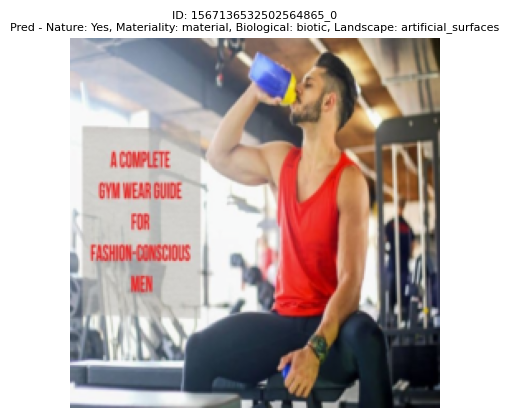 ID: 1567136532502564865_0
Pred - Nature: Yes, Materiality: material, Biological: biotic, Landscape: artificial_surfaces
A COMPLETE
GYM WEAR GUIDE
FOR
FASHION-CONSCIOUS
MEN